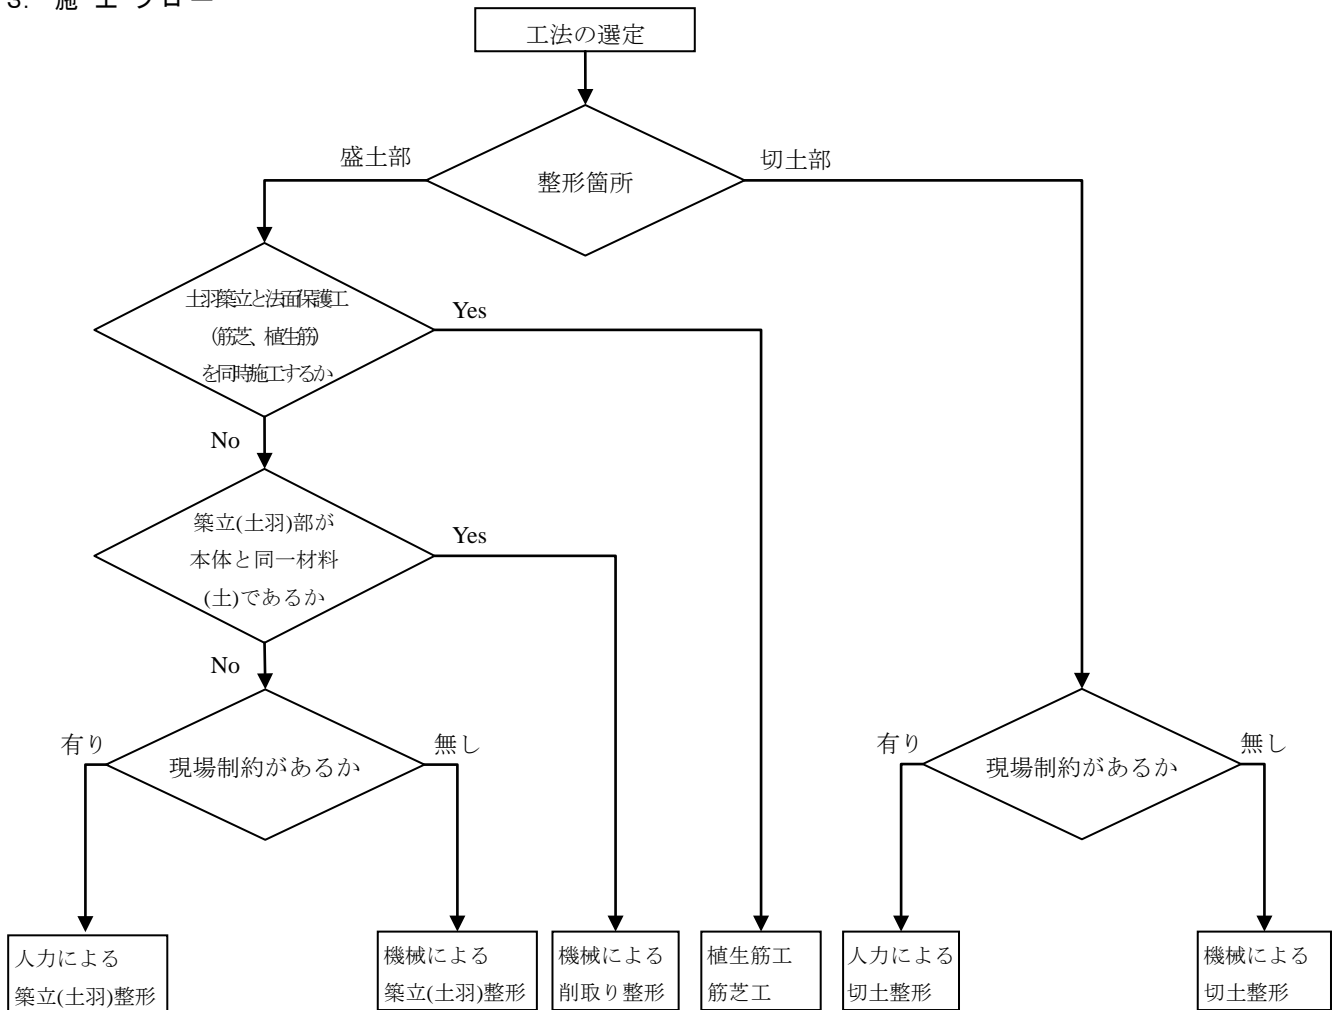 3. 施 工 フロー
工法の選定
盛土部
切土部
整形箇所
土羽築立と法面保護工
(筋芝、植生筋)
を同時施工するか
Yes
No
築立(土羽)部が
本体と同一材料
(土)であるか
Yes
No
有り
現場制約があるか
無し
有り
現場制約があるか
無し
人力による
築立(土羽)整形
機械による
築立(土羽)整形
機械による
削取り整形
植生筋工
筋芝工
人力による
切土整形
機械による
切土整形